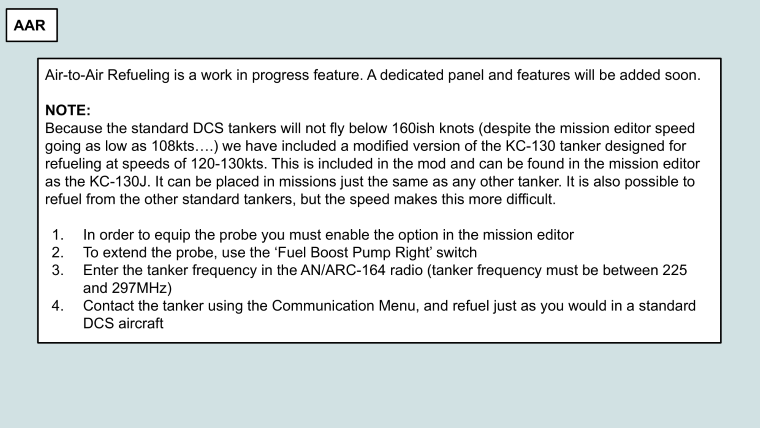 AAR
Air-to-Air Refueling is a work in progress feature. A dedicated panel and features will be added soon.
NOTE:
Because the standard DCS tankers will not fly below 160ish knots (despite the mission editor speed
going as low as 108kts….) we have included a modified version of the KC-130 tanker designed for
refueling at speeds of 120-130kts. This is included in the mod and can be found in the mission editor
as the KC-130J. It can be placed in missions just the same as any other tanker. It is also possible to
refuel from the other standard tankers, but the speed makes this more difficult.
1. In order to equip the probe you must enable the option in the mission editor
2. To extend the probe, use the ‘Fuel Boost Pump Right’ switch
3. Enter the tanker frequency in the AN/ARC-164 radio (tanker frequency must be between 225
and 297MHz)
4. Contact the tanker using the Communication Menu, and refuel just as you would in a standard
DCS aircraft